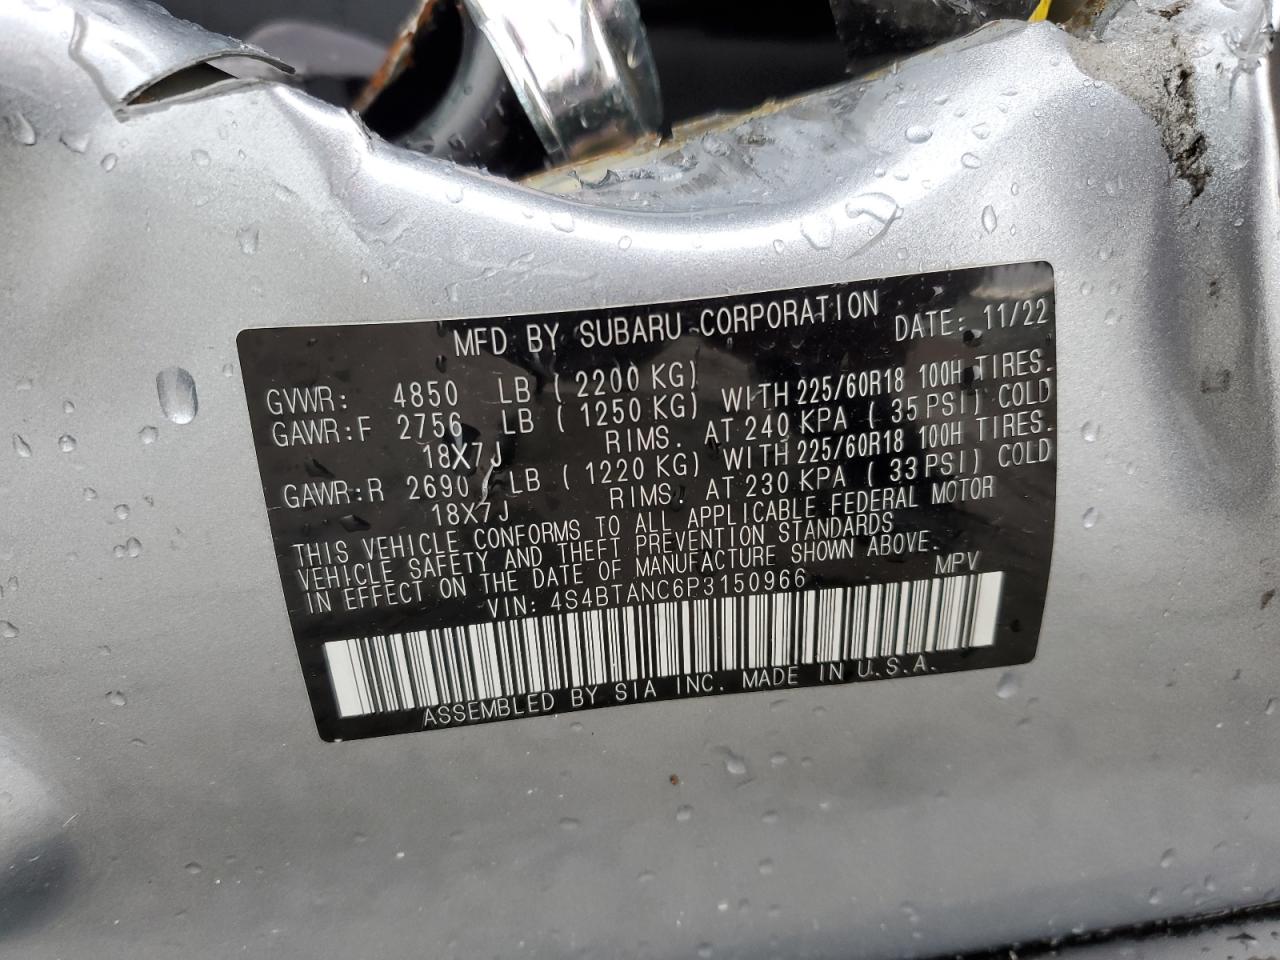 MFD BY SUBARU CORPORATION DATE: 11/22
GVWR: 4850 LB ( 2200 KG)
GAWR:F 2756 LB ( 1250 KG) WITH 225/60R18 100H TIRES.
18X7J RIMS. AT 240 KPA ( 35 PSI) COLD
GAWR:R 2690 LB ( 1220 KG) WITH 225/60R18 100H TIRES.
18X7J RIMS. AT 230 KPA ( 33 PSI) COLD
THIS VEHICLE CONFORMS TO ALL APPLICABLE FEDERAL MOTOR
VEHICLE SAFETY AND THEFT PREVENTION STANDARDS
IN EFFECT ON THE DATE OF MANUFACTURE SHOWN ABOVE.
VIN: 4S4BTANC6P3150966 MPV
ASSEMBLED BY SIA INC. MADE IN U.S.A.